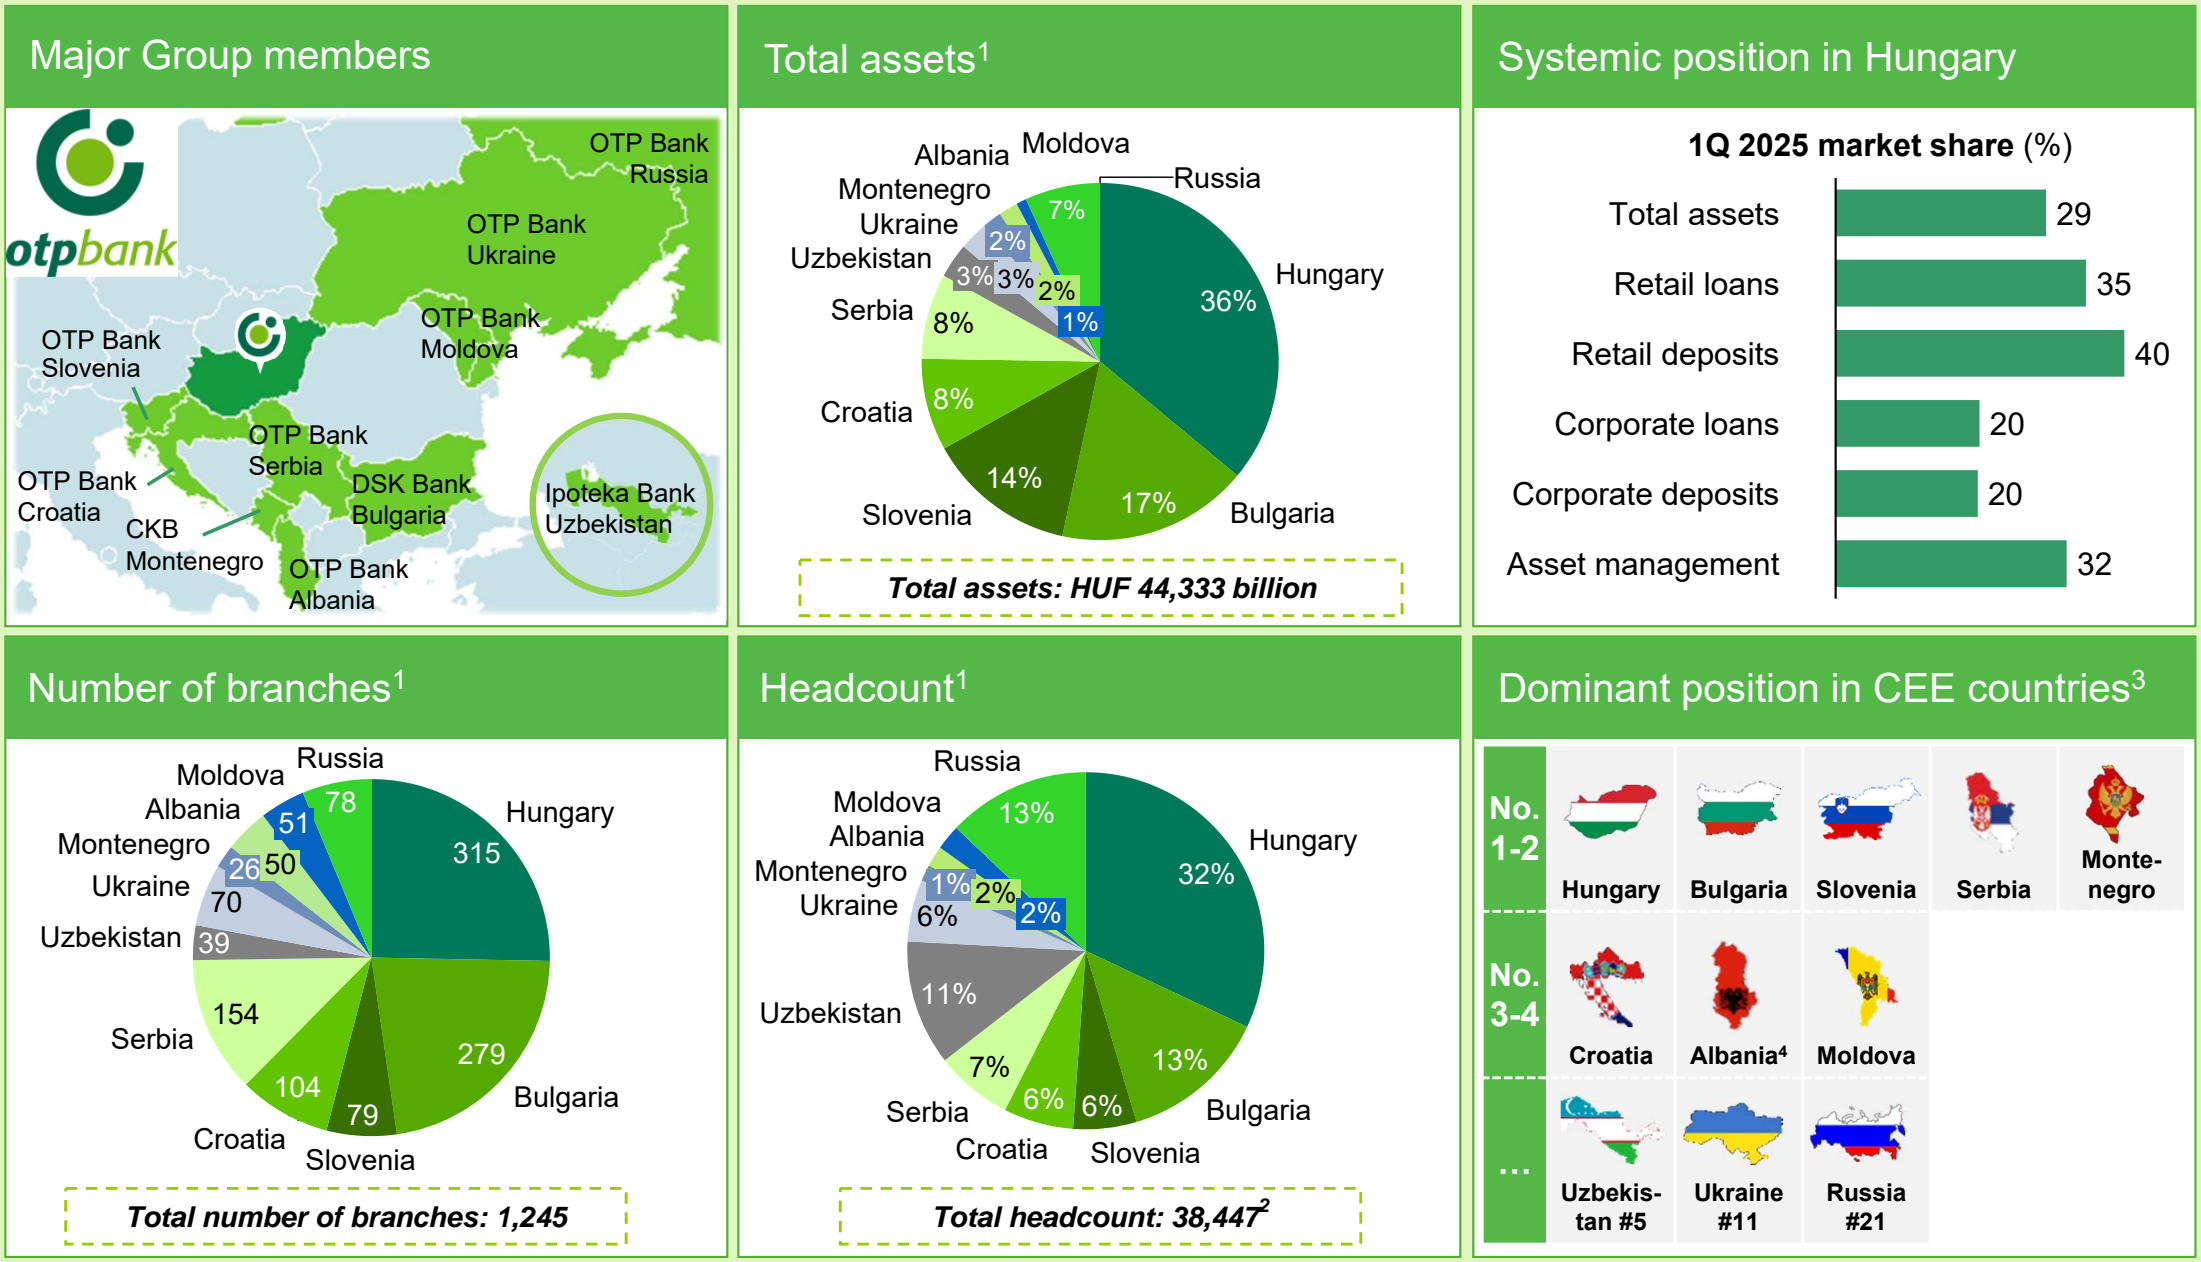 Major Group members
otpbank
OTP Bank
Russia
OTP Bank
Ukraine
OTP Bank
Moldova
OTP Bank
Slovenia
OTP Bank
Serbia
OTP Bank
Croatia
DSK Bank
Bulgaria
CKB
Montenegro
OTP Bank
Albania
Ipoteka Bank
Uzbekistan
Total assets¹
Moldova
Albania
Russia
Montenegro
Ukraine
Uzbekistan
Serbia
Croatia
Slovenia
Bulgaria
Hungary
7%
2%
3%
3%
2%
1%
36%
8%
8%
14%
17%
Total assets: HUF 44,333 billion
Systemic position in Hungary
1Q 2025 market share (%)
Total assets 29
Retail loans 35
Retail deposits 40
Corporate loans 20
Corporate deposits 20
Asset management 32
Number of branches¹
Russia
Moldova
Albania
Montenegro
Ukraine
Uzbekistan
Serbia
Croatia
Slovenia
Bulgaria
Hungary
78
51
50
26
70
39
154
104
79
279
315
Total number of branches: 1,245
Headcount¹
Russia
Moldova
Albania
Montenegro
Ukraine
Uzbekistan
Serbia
Croatia
Slovenia
Bulgaria
Hungary
13%
2%
2%
1%
6%
11%
7%
6%
6%
13%
32%
Total headcount: 38,447²
Dominant position in CEE countries³
No.
1-2
Hungary
Bulgaria
Slovenia
Serbia
Monte-
negro
No.
3-4
Croatia
Albania⁴
Moldova
...
Uzbekis-
tan #5
Ukraine
#11
Russia
#21